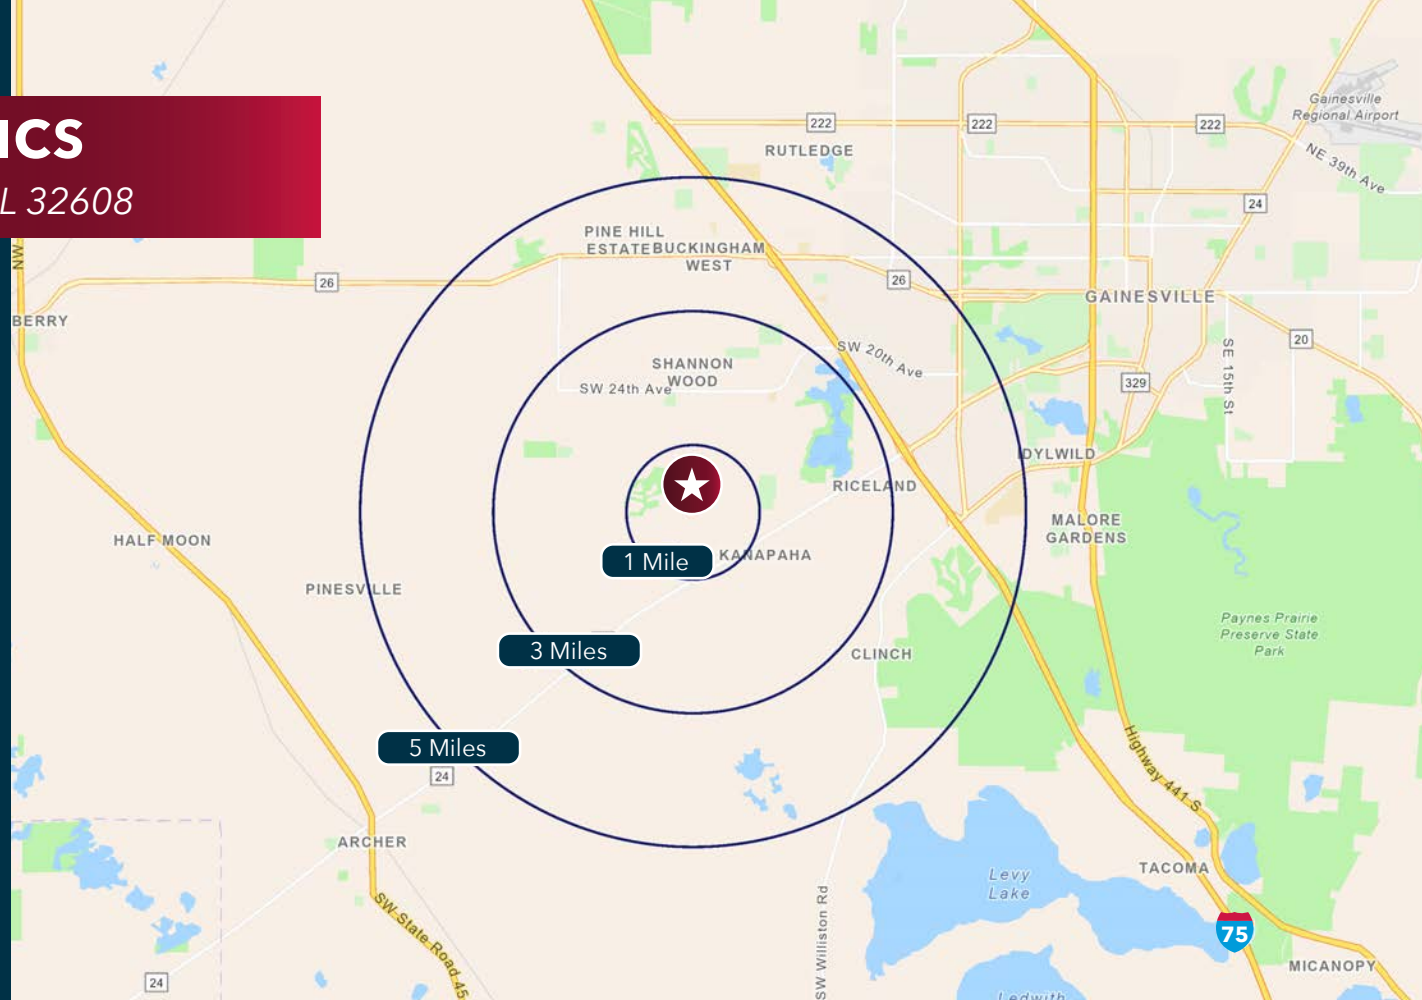 ICS
L 32608
Gainesville
Regional Airport
222
222
222
RUTLEDGE
NE 39th Ave
24
PINE HILL
ESTATE
BUCKINGHAM
WEST
NW
26
26
GAINESVILLE
BERRY
20
SW 20th Ave
SE 15th St
SHANNON
WOOD
SW 24th Ave
329
IDYLWILD
RICELAND
MALORE
GARDENS
HALF MOON
KANAPAHA
1 Mile
PINESVILLE
Paynes Prairie
Preserve State
Park
3 Miles
CLINCH
5 Miles
24
Highway 441 S
ARCHER
TACOMA
Levy
Lake
SW State Road 45
SW Williston Rd
75
MICANOPY
24
Ledwith